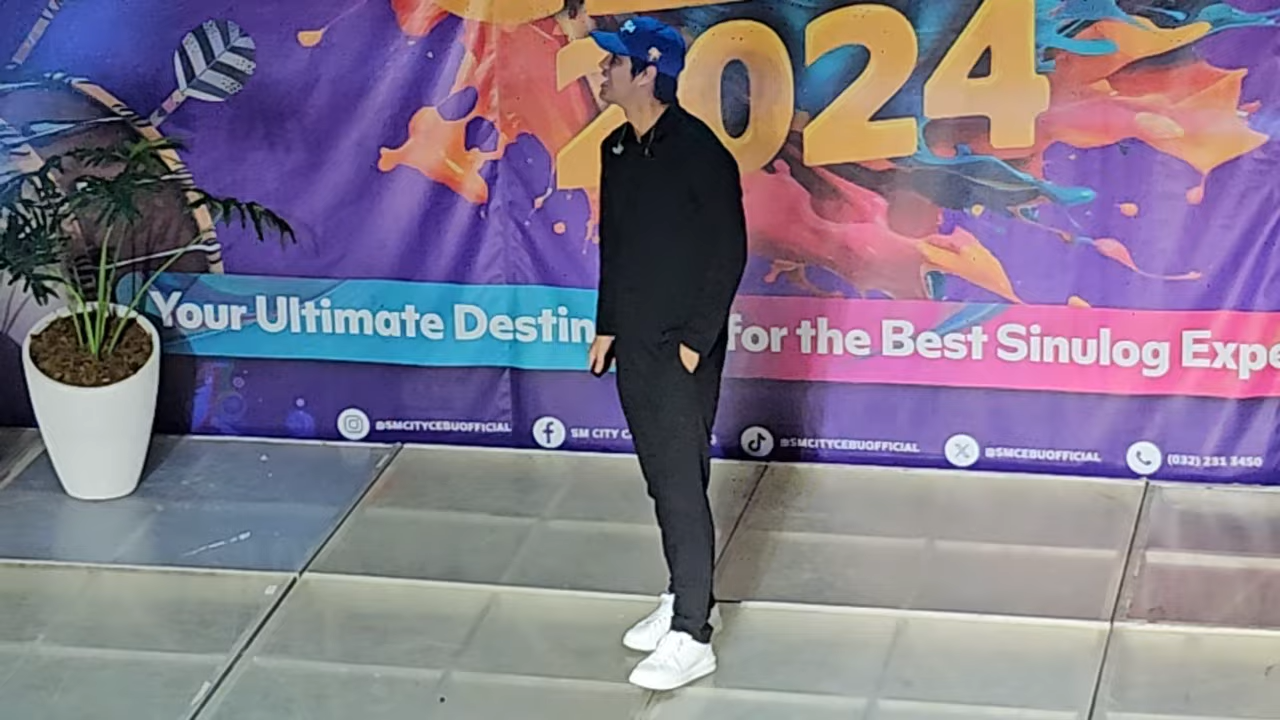 2024
Your Ultimate Destin for the Best Sinulog Expe
@SMCITYCEBUOFFICIAL
SM CITY C
@SMCITYCEBUOFFICIAL
@SMCEBUOFFICIAL
(032) 231 3450